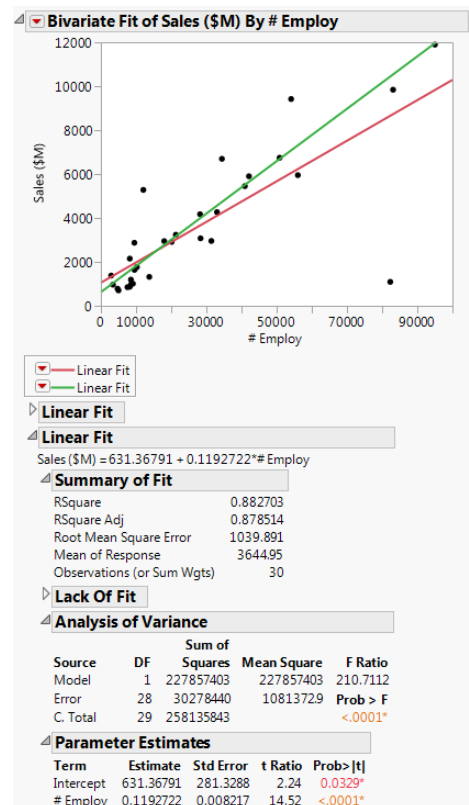 Bivariate Fit of Sales ($M) By # Employ
12000
10000
8000
6000
4000
2000
0
Sales ($M)
0 10000 30000 50000 70000 90000
# Employ
Linear Fit
Linear Fit
Linear Fit
Linear Fit
Sales ($M) = 631.36791 + 0.1192722*# Employ
Summary of Fit
RSquare 0.882703
RSquare Adj 0.878514
Root Mean Square Error 1039.891
Mean of Response 3644.95
Observations (or Sum Wgts) 30
Lack Of Fit
Analysis of Variance
Sum of
Source DF Squares Mean Square F Ratio
Model 1 227857403 227857403 210.7112
Error 28 30278440 1081372.9 Prob > F
C. Total 29 258135843 <.0001*
Parameter Estimates
Term Estimate Std Error t Ratio Prob>|t|
Intercept 631.36791 281.3288 2.24 0.0329*
# Employ 0.1192722 0.008217 14.52 <.0001*